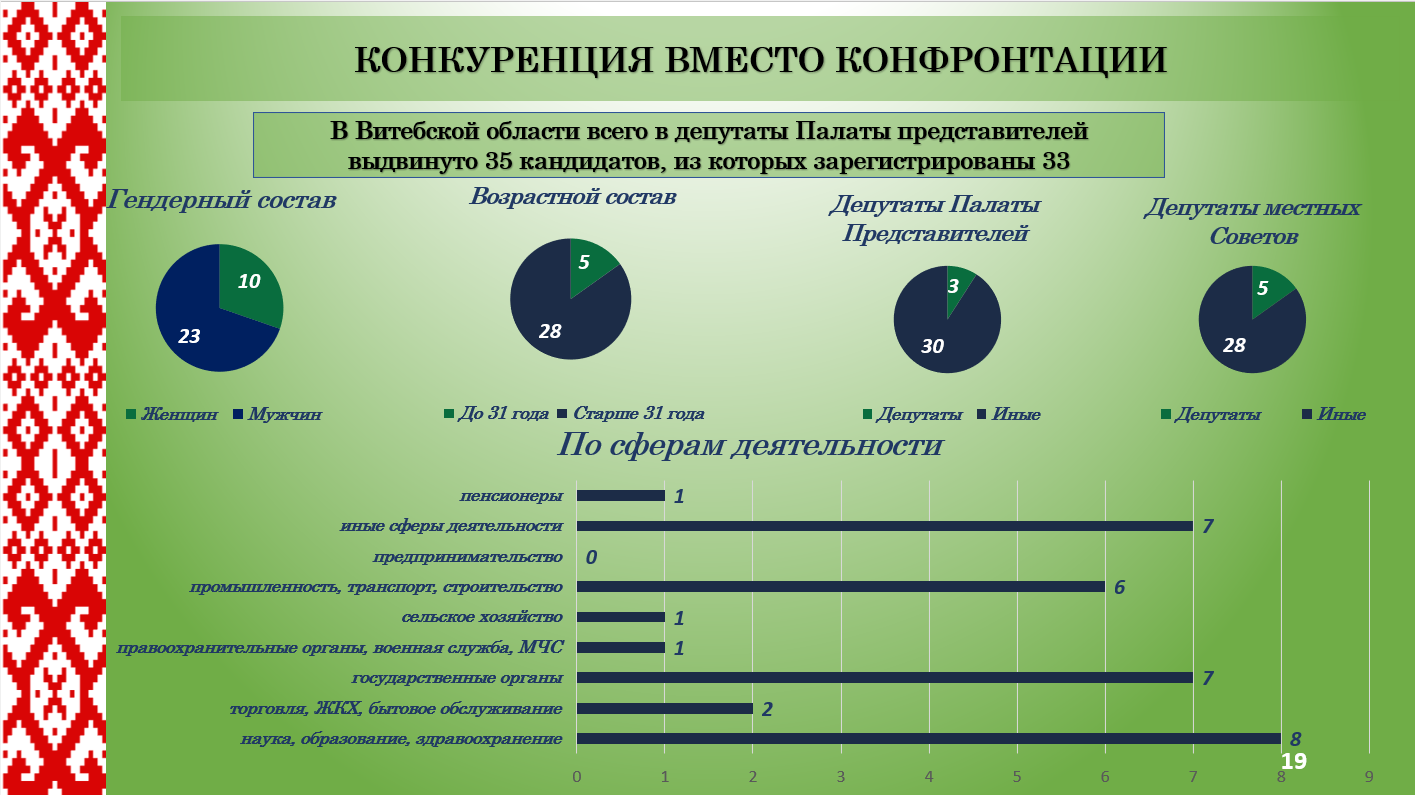 КОНКУРЕНЦИЯ ВМЕСТО КОНФРОНТАЦИИ
В Витебской области всего в депутаты Палаты представителей
выдвинуто 35 кандидатов, из которых зарегистрированы 33
Гендерный состав
10
23
Женщин Мужчин
Возрастной состав
5
28
До 31 года Старше 31 года
Депутаты Палаты
Представителей
3
30
Депутаты Иные
Депутаты местных
Советов
5
28
Депутаты Иные
По сферам деятельности
пенсионеры 1
иные сферы деятельности 7
предпринимательство 0
промышленность, транспорт, строительство 6
сельское хозяйство 1
правоохранительные органы, военная служба, МЧС 1
государственные органы 7
торговля, ЖКХ, бытовое обслуживание 2
наука, образование, здравоохранение 8
0 1 2 3 4 5 6 7 8 9
19